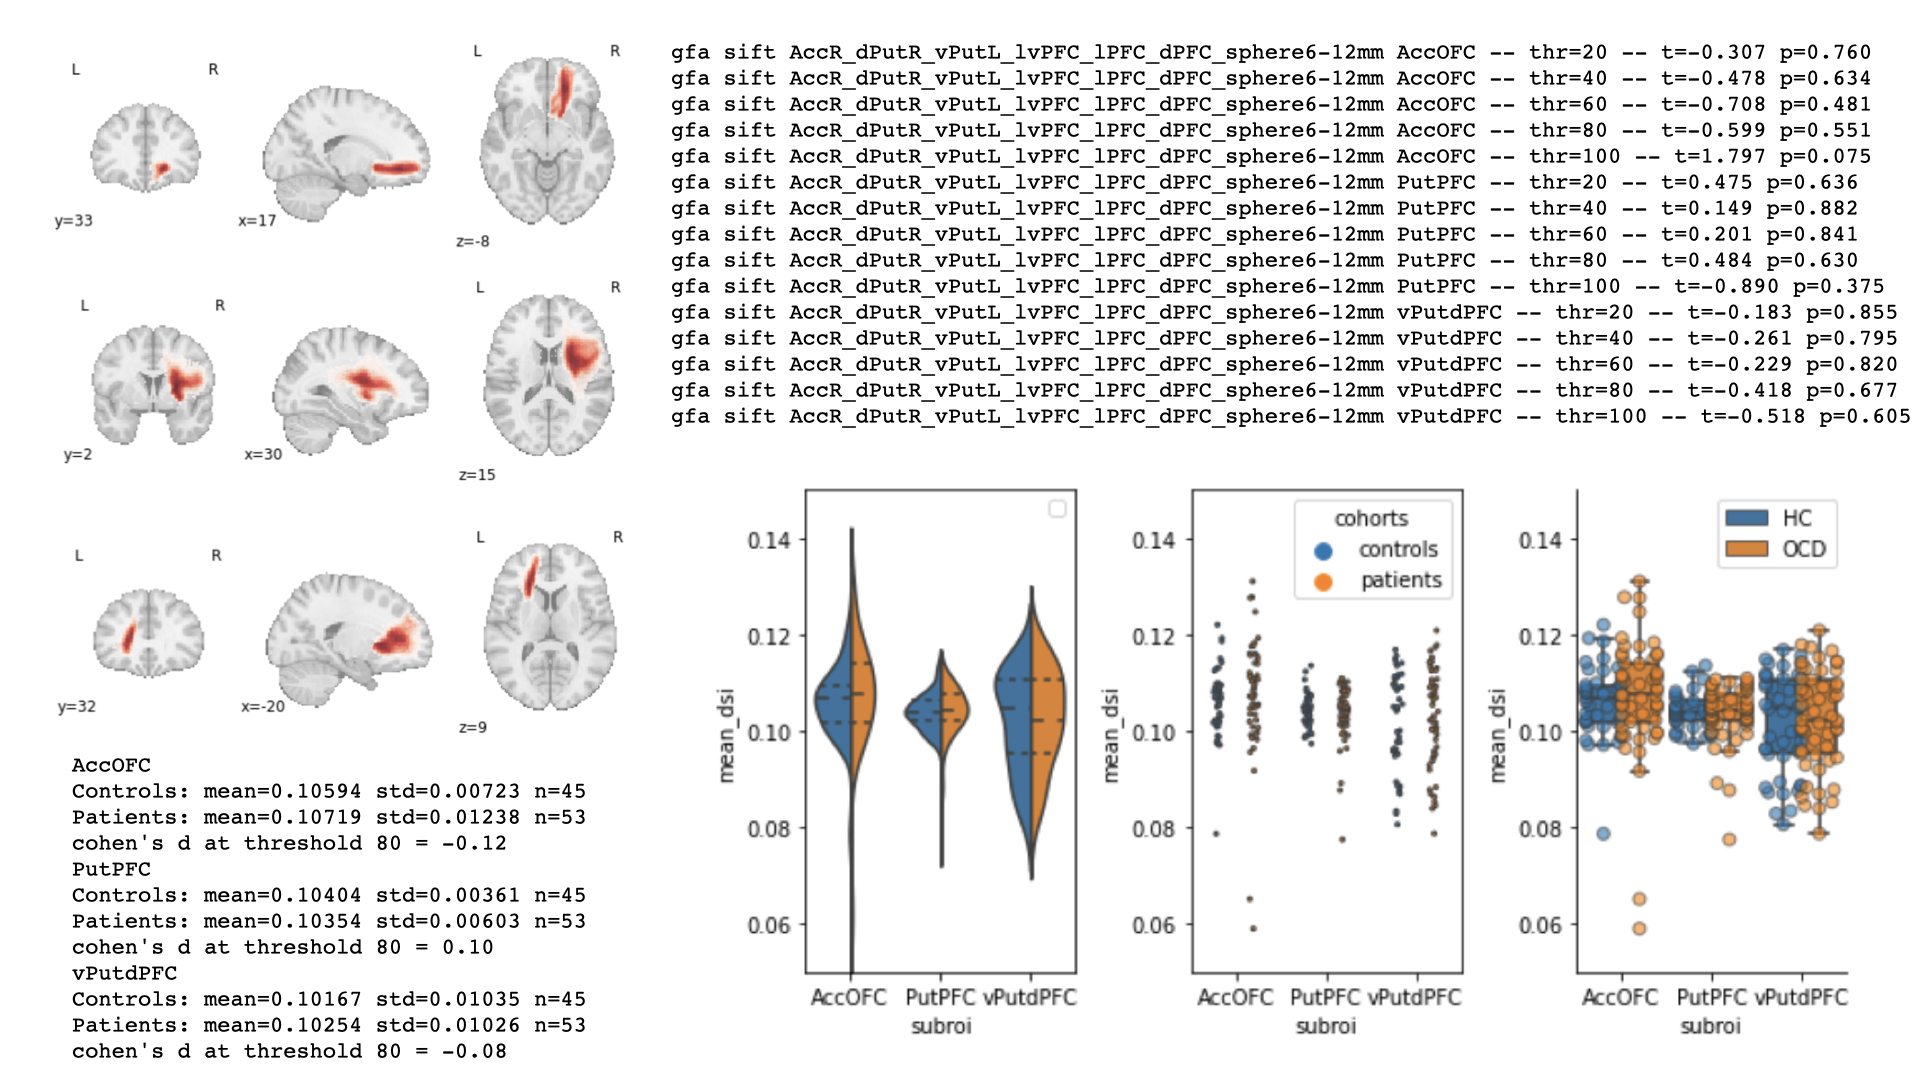 L R
y=33
x=17
L R
z=-8
L R
y=2
x=30
L R
z=15
L R
y=32
x=-20
L R
z=9
AccOFC
Controls: mean=0.10594 std=0.00723 n=45
Patients: mean=0.10719 std=0.01238 n=53
cohen's d at threshold 80 = -0.12
PutPFC
Controls: mean=0.10404 std=0.00361 n=45
Patients: mean=0.10354 std=0.00603 n=53
cohen's d at threshold 80 = 0.10
vPutdPFC
Controls: mean=0.10167 std=0.01035 n=45
Patients: mean=0.10254 std=0.01026 n=53
cohen's d at threshold 80 = -0.08
gfa sift AccR_dPutR_vPutL_lvPFC_lPFC_dPFC_sphere6-12mm AccOFC -- thr=20 -- t=-0.307 p=0.760
gfa sift AccR_dPutR_vPutL_lvPFC_lPFC_dPFC_sphere6-12mm AccOFC -- thr=40 -- t=-0.478 p=0.634
gfa sift AccR_dPutR_vPutL_lvPFC_lPFC_dPFC_sphere6-12mm AccOFC -- thr=60 -- t=-0.708 p=0.481
gfa sift AccR_dPutR_vPutL_lvPFC_lPFC_dPFC_sphere6-12mm AccOFC -- thr=80 -- t=-0.599 p=0.551
gfa sift AccR_dPutR_vPutL_lvPFC_lPFC_dPFC_sphere6-12mm AccOFC -- thr=100 -- t=1.797 p=0.075
gfa sift AccR_dPutR_vPutL_lvPFC_lPFC_dPFC_sphere6-12mm PutPFC -- thr=20 -- t=0.475 p=0.636
gfa sift AccR_dPutR_vPutL_lvPFC_lPFC_dPFC_sphere6-12mm PutPFC -- thr=40 -- t=0.149 p=0.882
gfa sift AccR_dPutR_vPutL_lvPFC_lPFC_dPFC_sphere6-12mm PutPFC -- thr=60 -- t=0.201 p=0.841
gfa sift AccR_dPutR_vPutL_lvPFC_lPFC_dPFC_sphere6-12mm PutPFC -- thr=80 -- t=0.484 p=0.630
gfa sift AccR_dPutR_vPutL_lvPFC_lPFC_dPFC_sphere6-12mm PutPFC -- thr=100 -- t=-0.890 p=0.375
gfa sift AccR_dPutR_vPutL_lvPFC_lPFC_dPFC_sphere6-12mm vPutdPFC -- thr=20 -- t=-0.183 p=0.855
gfa sift AccR_dPutR_vPutL_lvPFC_lPFC_dPFC_sphere6-12mm vPutdPFC -- thr=40 -- t=-0.261 p=0.795
gfa sift AccR_dPutR_vPutL_lvPFC_lPFC_dPFC_sphere6-12mm vPutdPFC -- thr=60 -- t=-0.229 p=0.820
gfa sift AccR_dPutR_vPutL_lvPFC_lPFC_dPFC_sphere6-12mm vPutdPFC -- thr=80 -- t=-0.418 p=0.677
gfa sift AccR_dPutR_vPutL_lvPFC_lPFC_dPFC_sphere6-12mm vPutdPFC -- thr=100 -- t=-0.518 p=0.605
mean_dsi
0.14
0.12
0.10
0.08
0.06
AccOFC PutPFC vPutdPFC
subroi
mean_dsi
0.14
0.12
0.10
0.08
0.06
cohorts
controls
patients
AccOFC PutPFC vPutdPFC
subroi
mean_dsi
0.14
0.12
0.10
0.08
0.06
HC
OCD
AccOFC PutPFC vPutdPFC
subroi